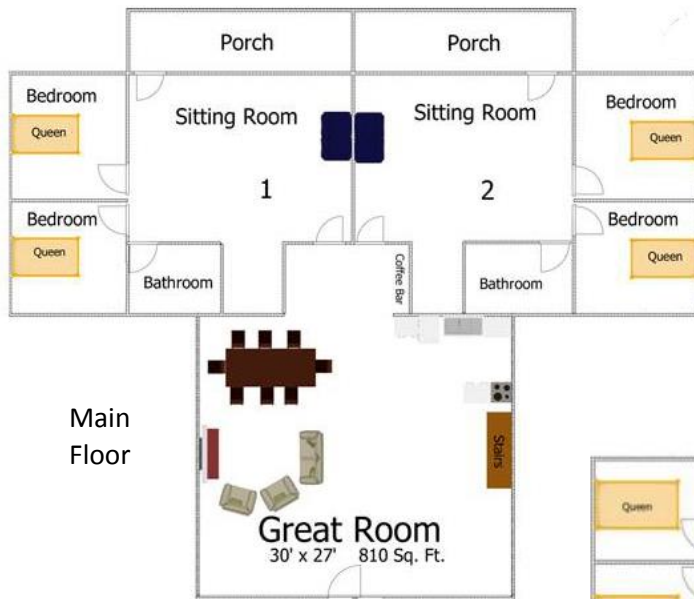 Porch
Porch
Bedroom
Queen
Sitting Room
1
Sitting Room
2
Bedroom
Queen
Bedroom
Queen
Bathroom
Coffee Bar
Bathroom
Bedroom
Queen
Main
Floor
Stairs
Queen
Great Room
30' x 27' 810 Sq. Ft.